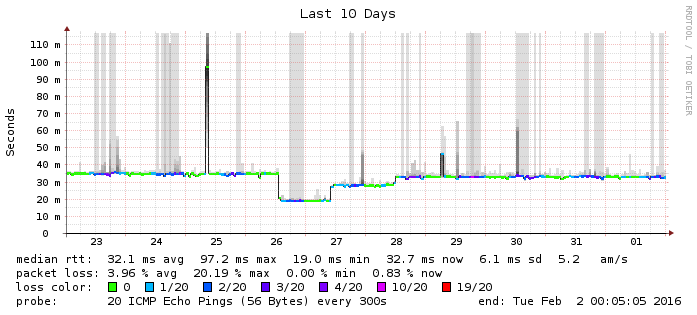 Last 10 Days
RRDTOOL / TOBI OETIKER
Seconds
110 m
100 m
90 m
80 m
70 m
60 m
50 m
40 m
30 m
20 m
10 m
0
23 24 25 26 27 28 29 30 31 01
median rtt: 32.1 ms avg 97.2 ms max 19.0 ms min 32.7 ms now 6.1 ms sd 5.2 am/s
packet loss: 3.96 % avg 20.19 % max 0.00 % min 0.83 % now
loss color: 0 1/20 2/20 3/20 4/20 10/20 19/20
probe: 20 ICMP Echo Pings (56 Bytes) every 300s end: Tue Feb 2 00:05:05 2016